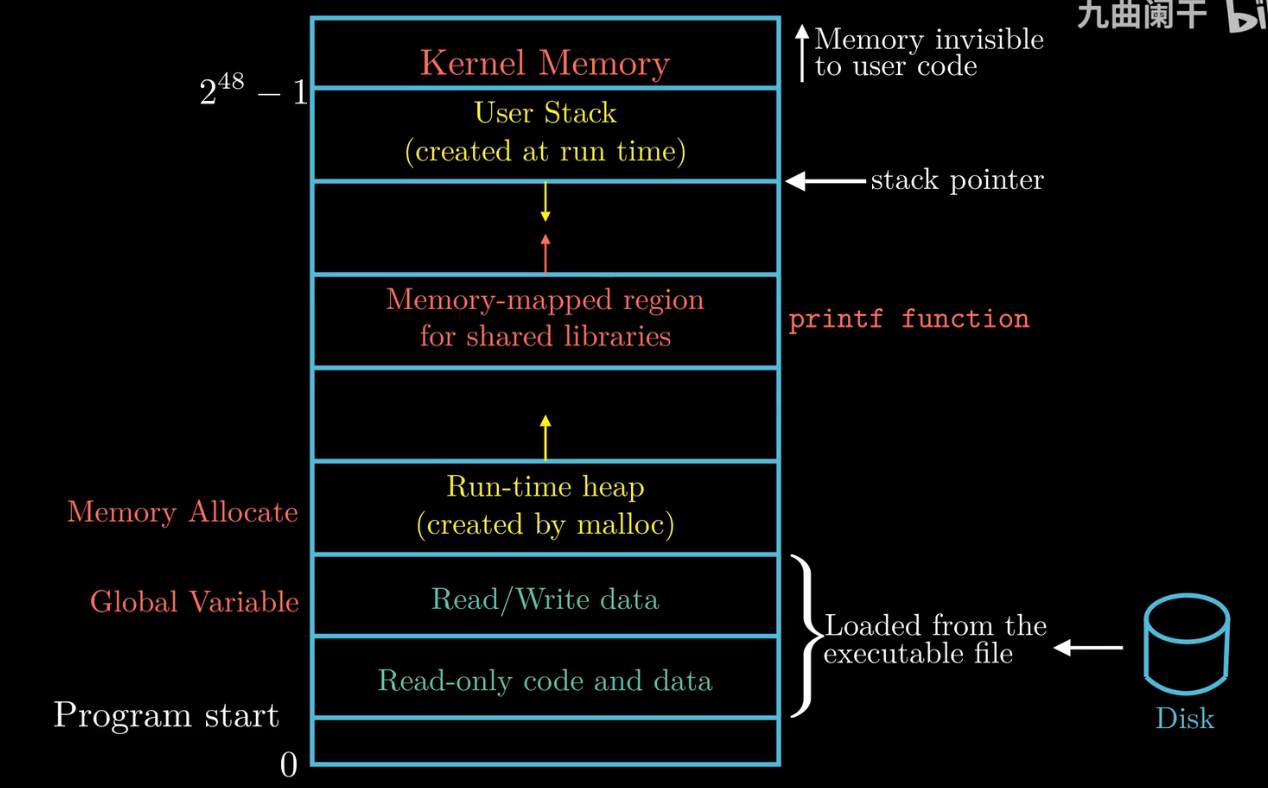 九曲阑干 bi
Kernel Memory
Memory invisible
to user code
2^48 − 1
User Stack
(created at run time)
stack pointer
Memory-mapped region
for shared libraries
printf function
Run-time heap
(created by malloc)
Memory Allocate
Global Variable
Read/Write data
Loaded from the
executable file
Read-only code and data
Program start
Disk
0